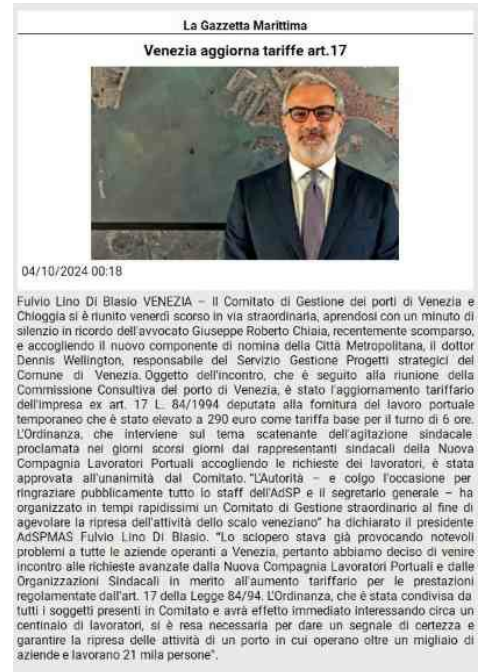 La Gazzetta Marittima
Venezia aggiorna tariffe art.17
04/10/2024 00:18
Fulvio Lino Di Blasio VENEZIA – Il Comitato di Gestione dei porti di Venezia e
Chioggia si è riunito venerdì scorso in via straordinaria, aprendosi con un minuto di
silenzio in ricordo dell'avvocato Giuseppe Roberto Chiaia, recentemente scomparso,
e accogliendo il nuovo componente di nomina della Città Metropolitana, il dottor
Dennis Wellington, responsabile del Servizio Gestione Progetti strategici del
Comune di Venezia. Oggetto dell'incontro, che è seguito alla riunione della
Commissione Consultiva del porto di Venezia, è stato l'aggiornamento tariffario
dell'impresa ex art. 17 L. 84/1994 deputata alla fornitura del lavoro portuale
temporaneo che è stato elevato a 290 euro come tariffa base per il turno di 6 ore.
L'Ordinanza, che interviene sul tema scatenante dell'agitazione sindacale
proclamata nei giorni scorsi giorni dai rappresentanti sindacali della Nuova
Compagnia Lavoratori Portuali accogliendo le richieste dei lavoratori, è stata
approvata all'unanimità dal Comitato. "L'Autorità – e colgo l'occasione per
ringraziare pubblicamente tutto lo staff dell'AdSP e il segretario generale – ha
organizzato in tempi rapidissimi un Comitato di Gestione straordinario al fine di
agevolare la ripresa dell'attività dello scalo veneziano" ha dichiarato il presidente
AdSPMAS Fulvio Lino Di Blasio. "Lo sciopero stava già provocando notevoli
problemi a tutte le aziende operanti a Venezia, pertanto abbiamo deciso di venire
incontro alle richieste avanzate dalla Nuova Compagnia Lavoratori Portuali e dalle
Organizzazioni Sindacali in merito all'aumento tariffario per le prestazioni
regolamentate dall'art. 17 della Legge 84/94. L'Ordinanza, che è stata condivisa da
tutti i soggetti presenti in Comitato e avrà effetto immediato interessando circa un
centinaio di lavoratori, si è resa necessaria per dare un segnale di certezza e
garantire la ripresa delle attività di un porto in cui operano oltre un migliaio di
aziende e lavorano 21 mila persone".